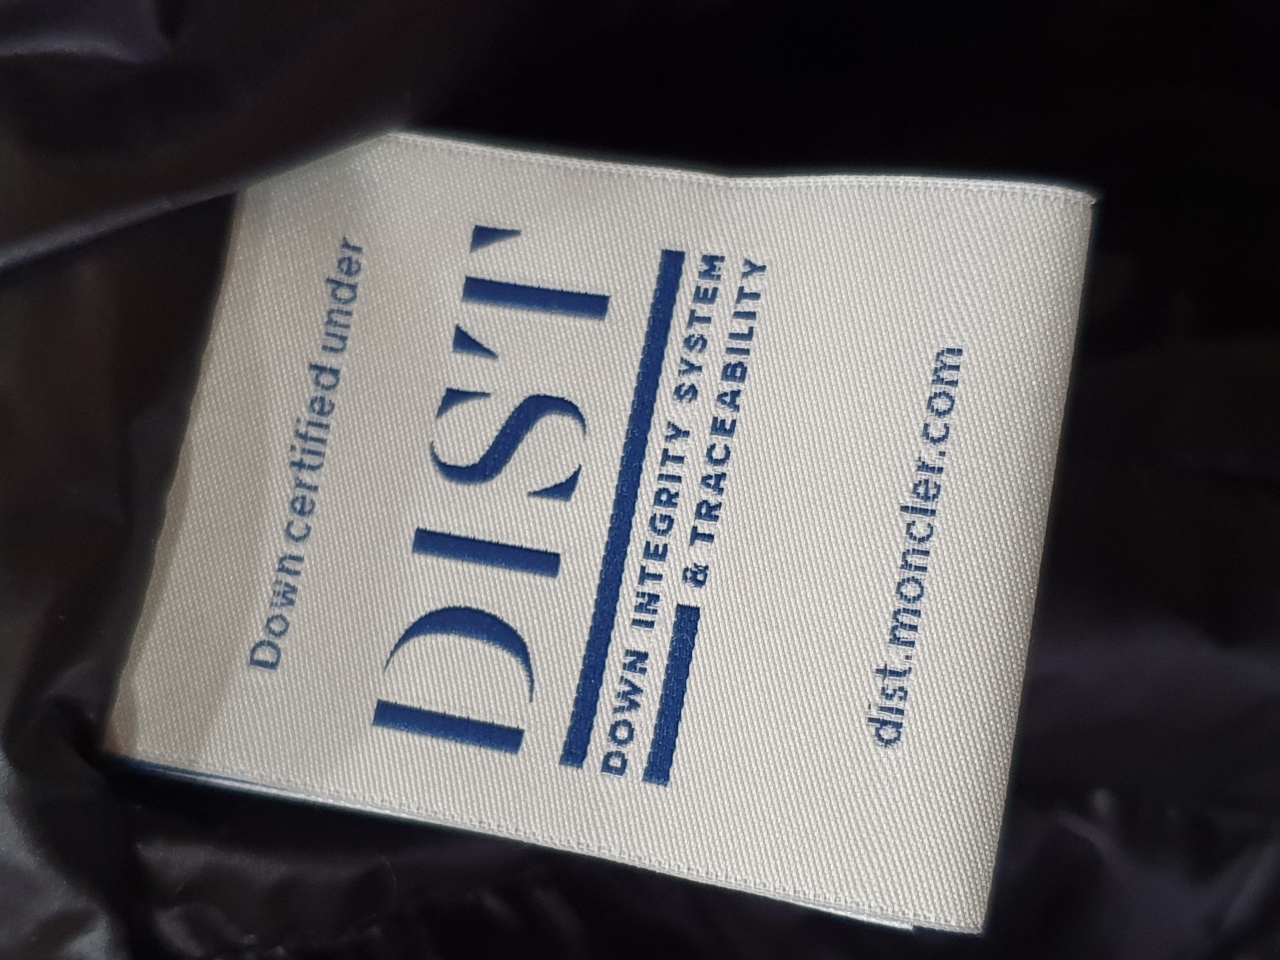 Down certified under
DIST
DOWN INTEGRITY SYSTEM
& TRACEABILITY
dist.moncler.com